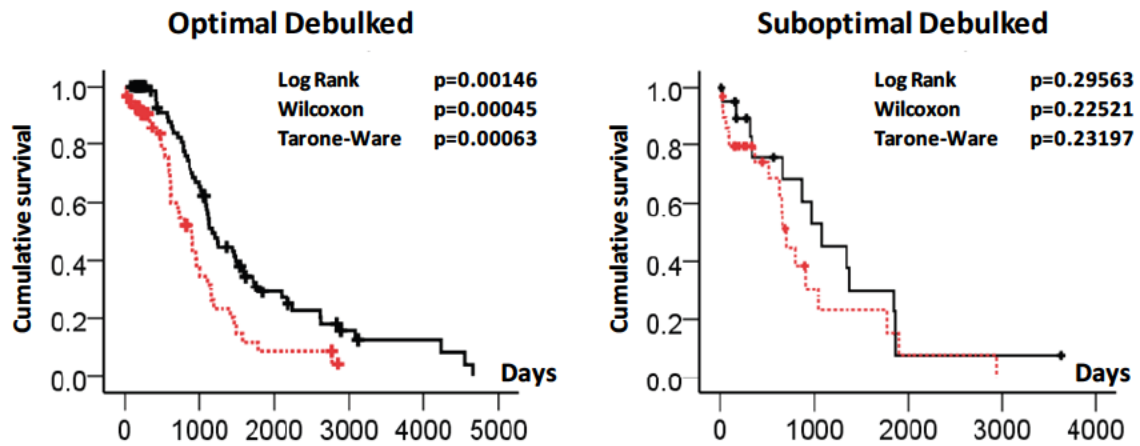 Optimal Debulked
Log Rank p=0.00146
Wilcoxon p=0.00045
Tarone-Ware p=0.00063
Cumulative survival
1.0
0.8
0.6
0.4
0.2
0.0
Days
0 1000 2000 3000 4000 5000
Suboptimal Debulked
Log Rank p=0.29563
Wilcoxon p=0.22521
Tarone-Ware p=0.23197
Cumulative survival
1.0
0.8
0.6
0.4
0.2
0.0
Days
0 1000 2000 3000 4000